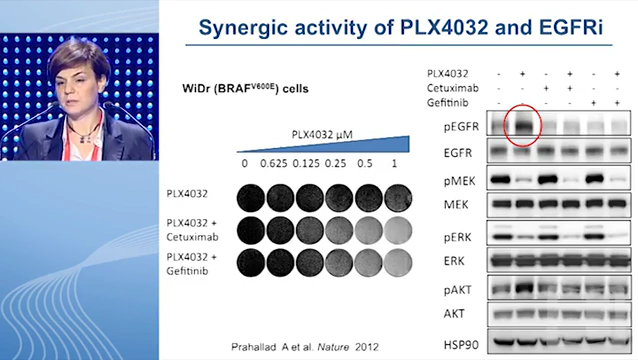 Synergic activity of PLX4032 and EGFRi
WiDr (BRAFV600E) cells
PLX4032 µM
0 0.625 0.125 0.25 0.5 1
PLX4032
PLX4032 +
Cetuximab
PLX4032 +
Gefitinib
Prahallad A et al. Nature 2012
PLX4032 - + - + - +
Cetuximab + +
Gefitinib + +
pEGFR
EGFR
pMEK
MEK
pERK
ERK
pAKT
AKT
HSP90